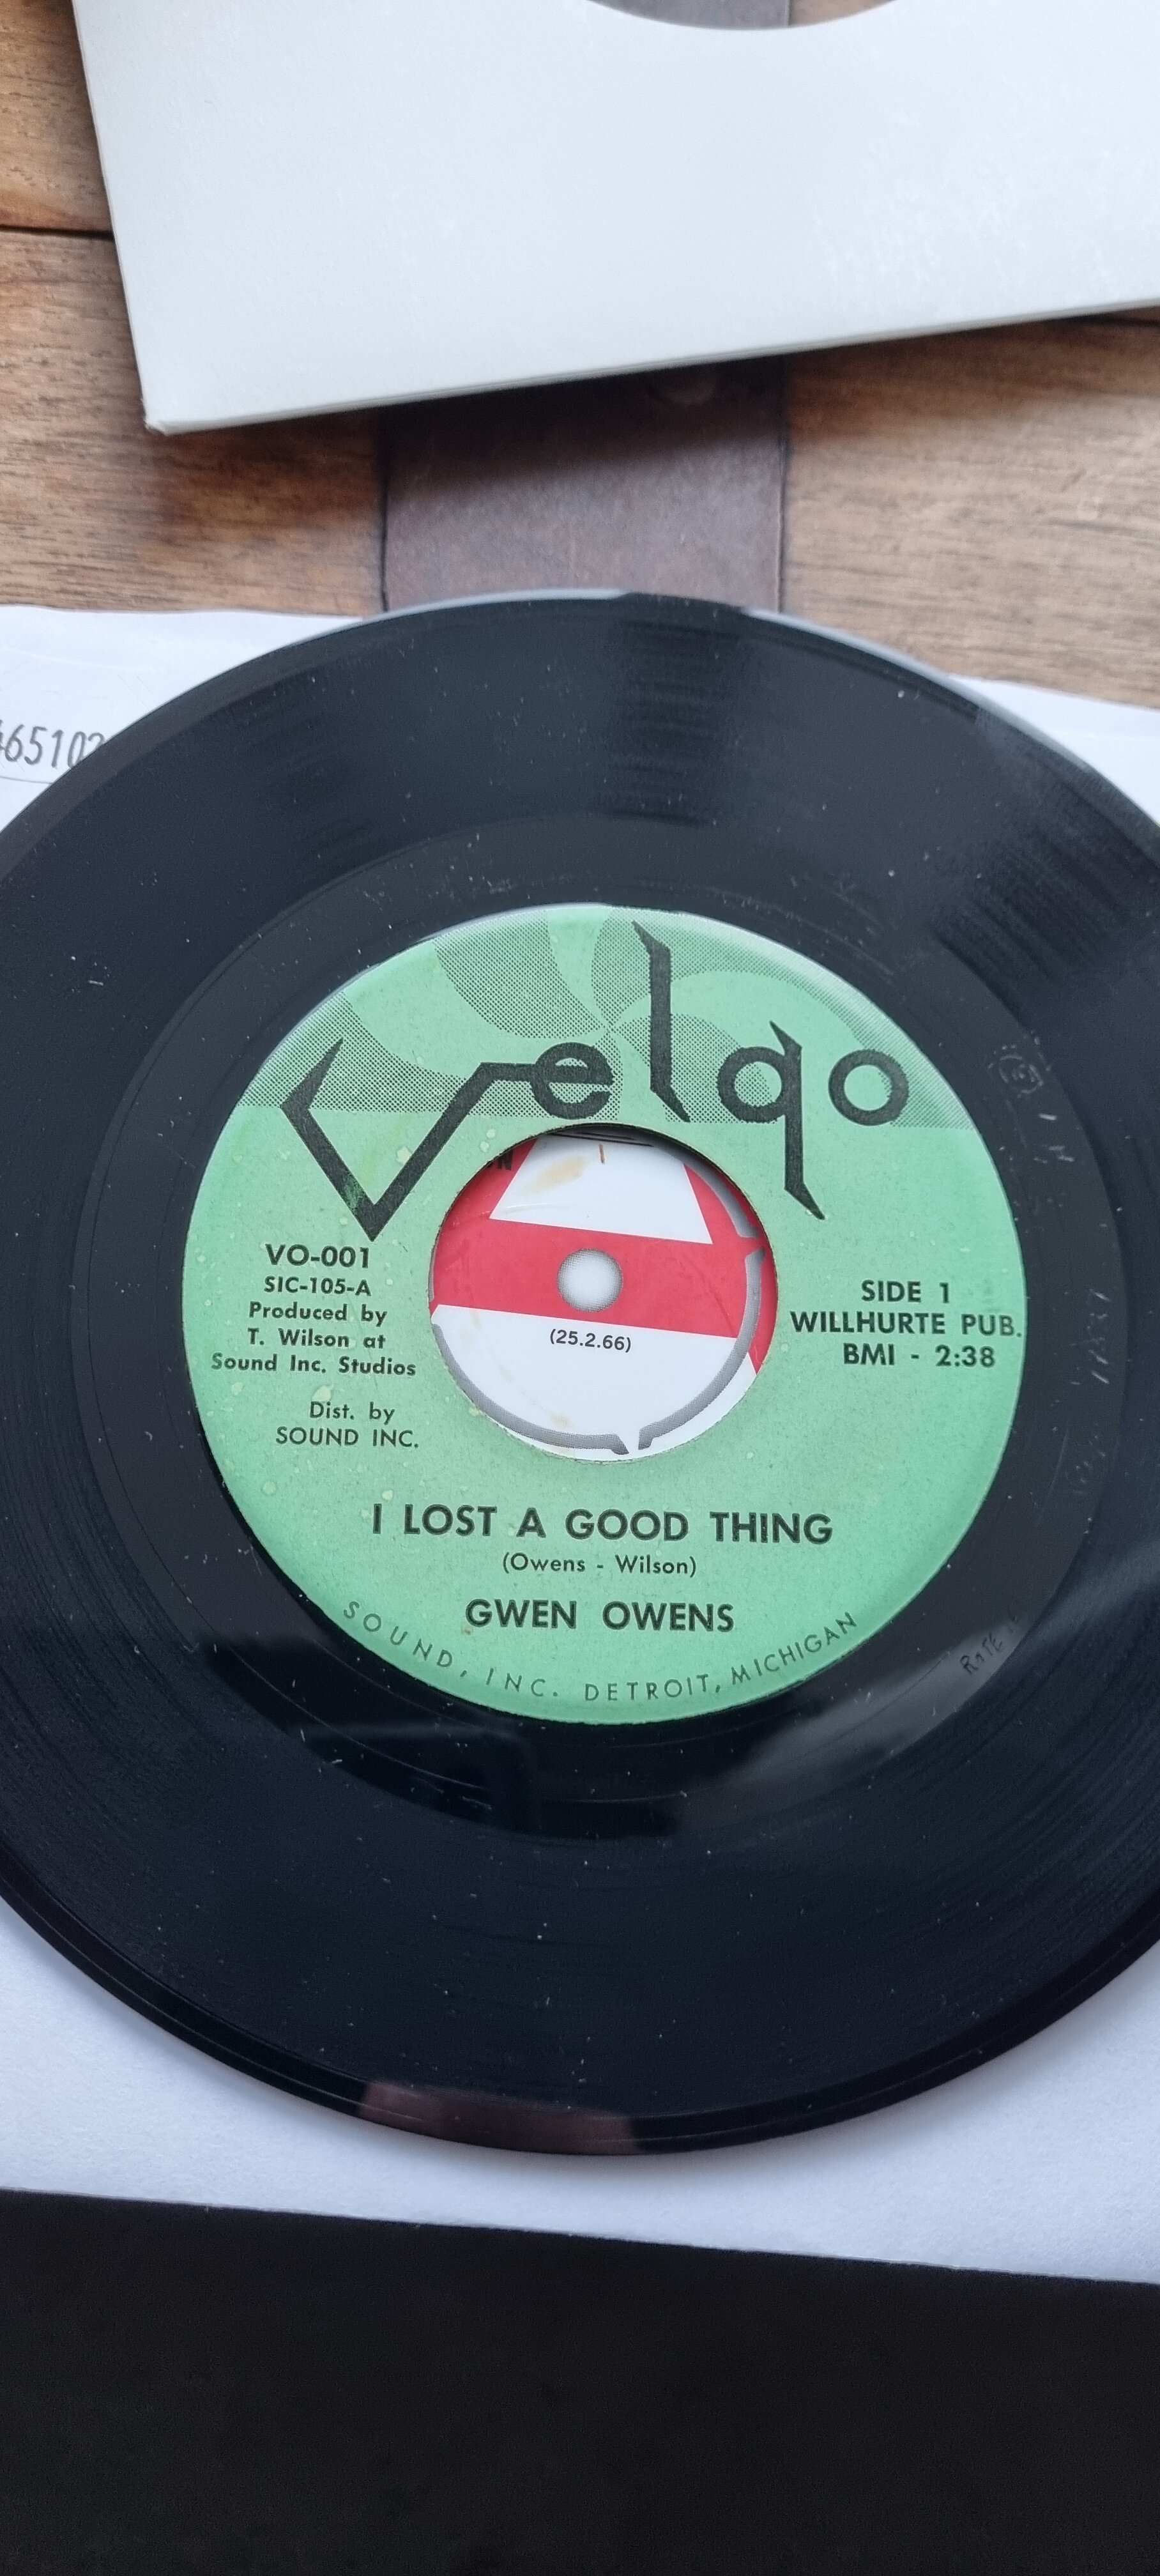 Velgo
VO-001
SIC-105-A
Produced by
T. Wilson at
Sound Inc. Studios
Dist. by
SOUND INC.
SIDE 1
WILLHURTE PUB.
BMI - 2:38
(25.2.66)
I LOST A GOOD THING
(Owens - Wilson)
GWEN OWENS
SOUND, INC. DETROIT, MICHIGAN